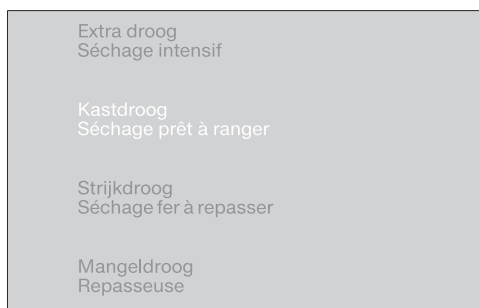 Extra droog
Séchage intensif
Kastdroog
Séchage prêt à ranger
Strijkdroog
Séchage fer à repasser
Mangeldroog
Repasseuse